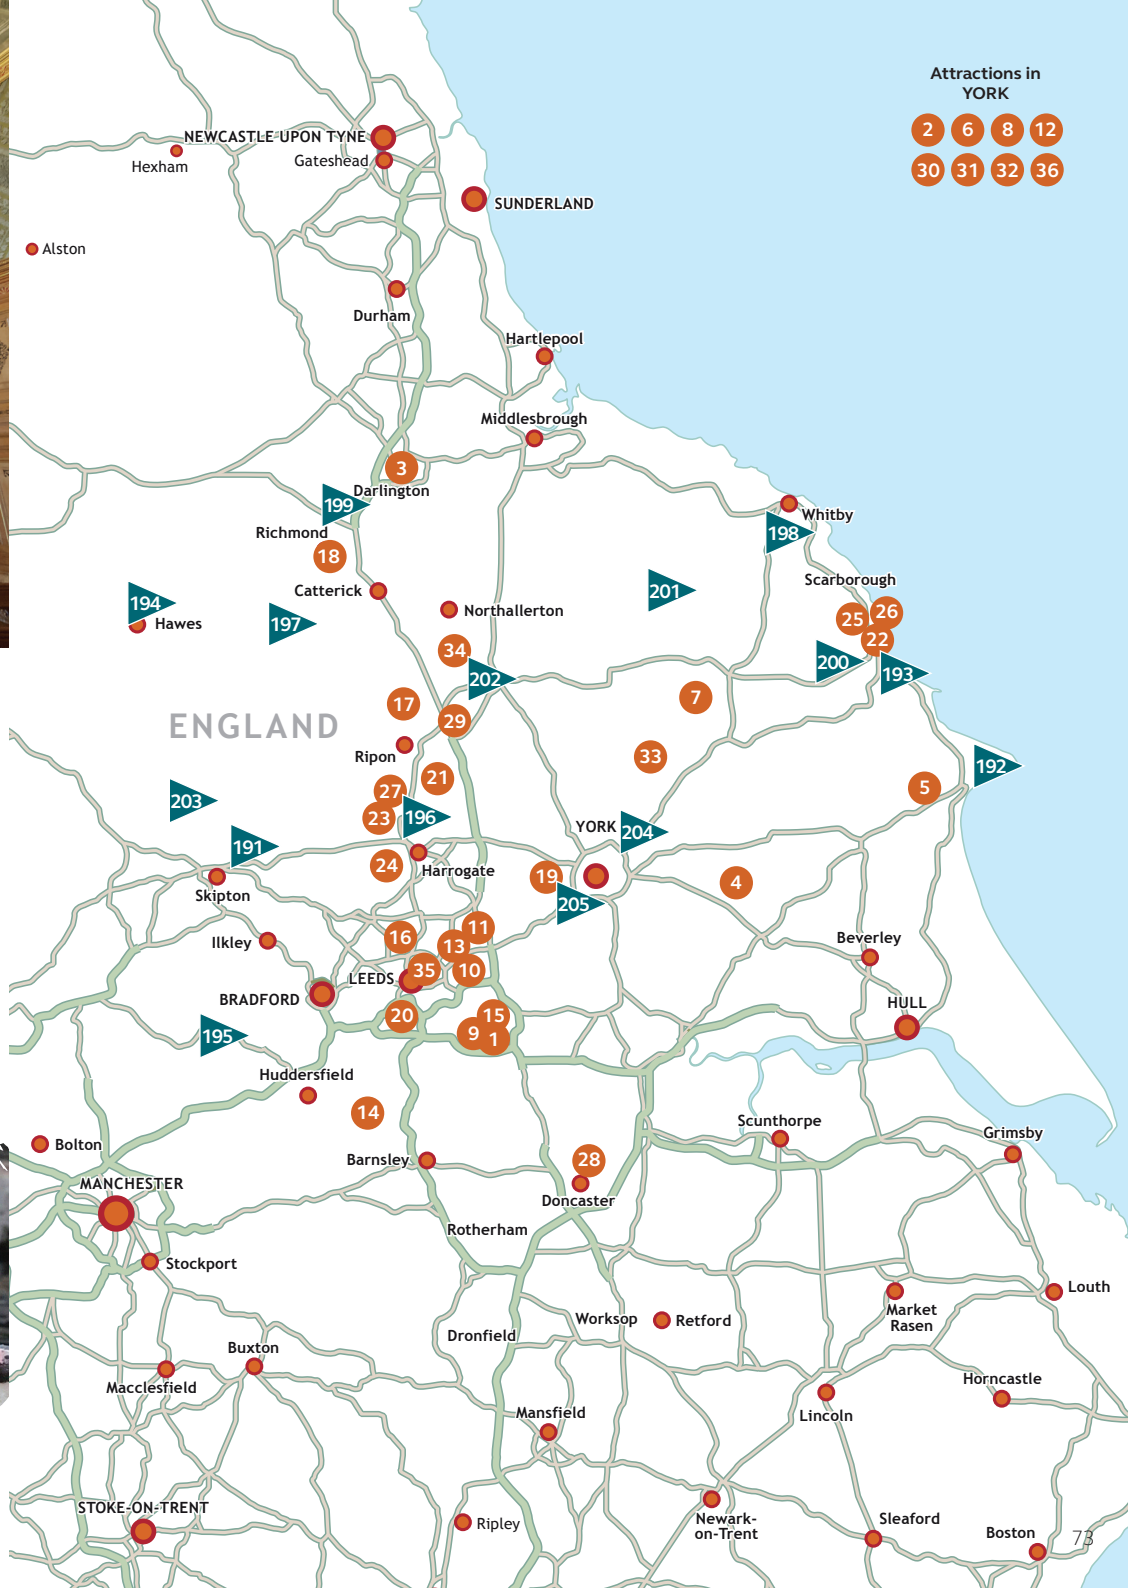 Attractions in
YORK
2 6 8 12
30 31 32 36
NEWCASTLE UPON TYNE
Hexham
Gateshead
SUNDERLAND
Alston
Durham
Hartlepool
Middlesbrough
3
Darlington
199
Whitby
Richmond
198
18
Scarborough
Catterick
201
194
Northallerton
26
25
Hawes
197
22
34
200
193
202
7
17
29
ENGLAND
Ripon
33
192
21
27
5
203
23
196
YORK
204
191
24
Harrogate
19
4
Skipton
205
11
16
Ilkley
13
Beverley
35
10
LEEDS
BRADFORD
HULL
20
15
195
9
1
Huddersfield
14
Scunthorpe
Grimsby
Bolton
Barnsley
28
MANCHESTER
Doncaster
Rotherham
Stockport
Louth
Market
Rasen
Worksop
Retford
Dronfield
Buxton
Horncastle
Macclesfield
Mansfield
Lincoln
STOKE-ON-TRENT
Ripley
Newark-
on-Trent
Sleaford
Boston
73